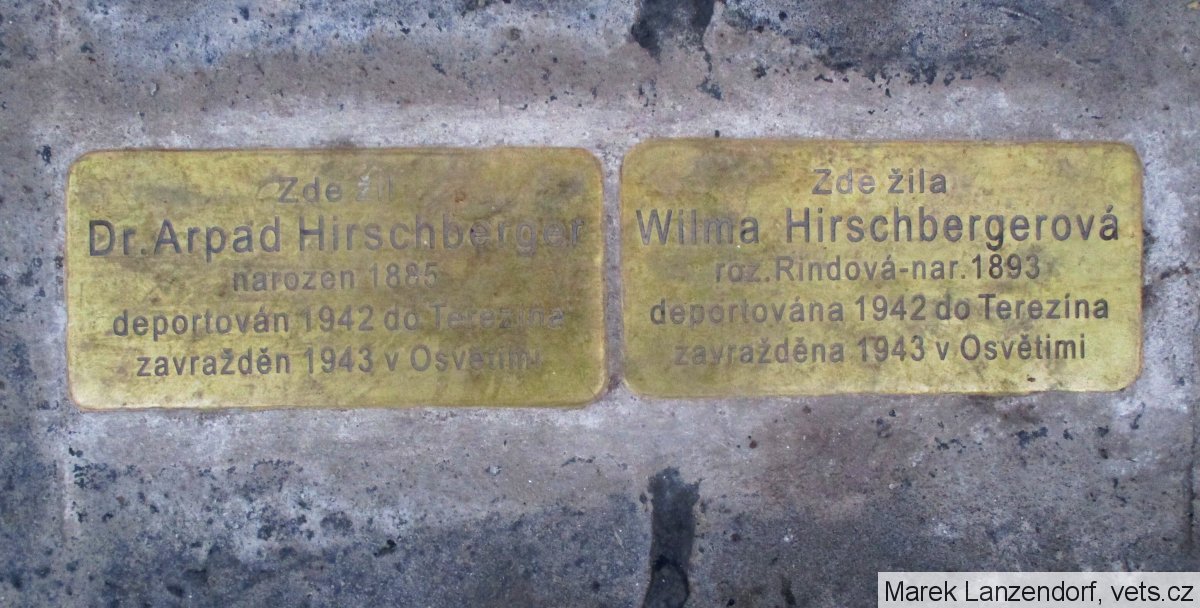 Zde žil
Dr. Arpad Hirschberger
narozen 1885
deportován 1942 do Terezína
zavražděn 1943 v Osvětimi
Zde žila
Wilma Hirschbergerová
roz. Rindová-nar. 1893
deportována 1942 do Terezína
zavražděna 1943 v Osvětimi
Marek Lanzendorf, vets.cz